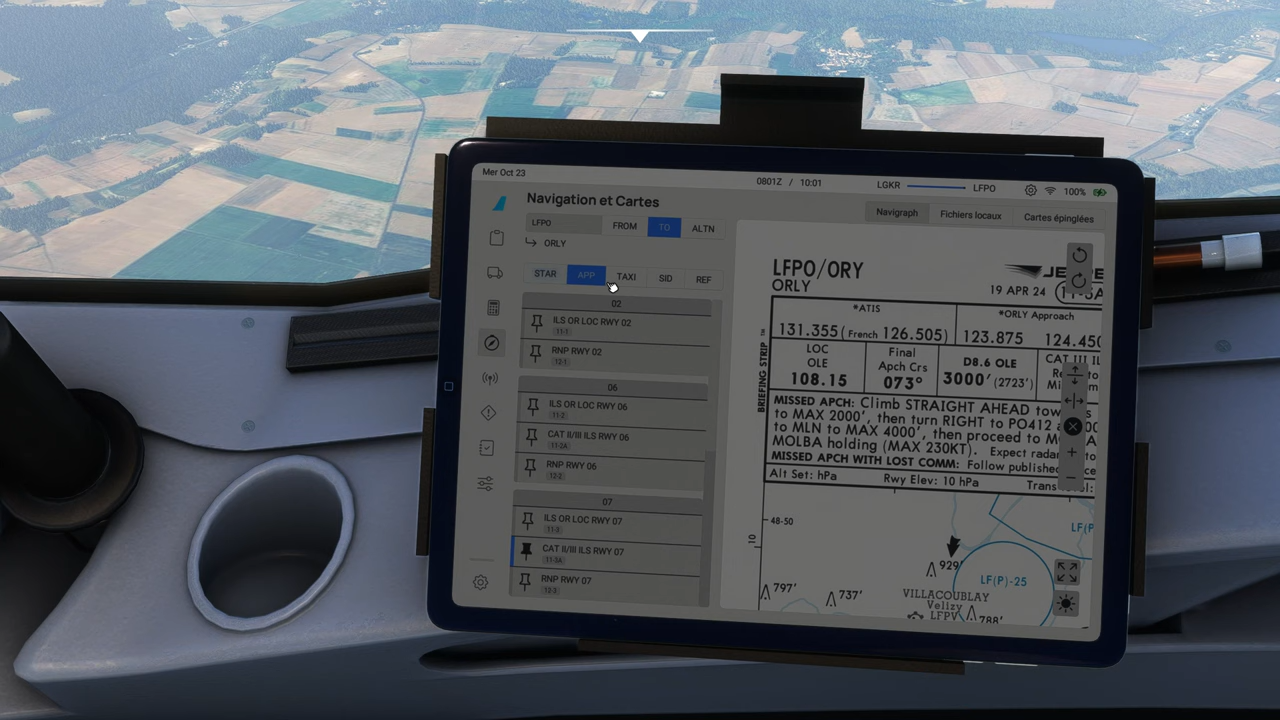 Mer Oct 23
0801Z / 10:01
LGKR LFPO
100%
Navigation et Cartes
LFPO FROM TO ALTN
ORLY
STAR APP TAXI SID REF
02
ILS OR LOC RWY 02
11-1
RNP RWY 02
12-1
06
ILS OR LOC RWY 06
11-2
CAT II/III ILS RWY 06
11-2A
RNP RWY 06
12-2
07
ILS OR LOC RWY 07
11-3
CAT II/III ILS RWY 07
11-3A
RNP RWY 07
12-3
Navigraph Fichiers locaux Cartes épinglées
LFPO/ORY
ORLY
19 APR 24
*ATIS
*ORLY Approach
131.355 (French 126.505)
123.875
LOC
OLE
108.15
Final
Apch Crs
073°
D8.6 OLE
3000' (2723')
CAT III IL
BRIEFING STRIP TM
MISSED APCH: Climb STRAIGHT AHEAD
to MAX 2000', then turn RIGHT to PO412
to MLN to MAX 4000', then proceed to
MOLBA holding (MAX 230KT). Expect radar
MISSED APCH WITH LOST COMM: Follow published
Alt Set: hPa Rwy Elev: 10 hPa
48-50
10
929'
LF(P)-25
797'
737'
VILLACOUBLAY
Velizy
LFPV
788'